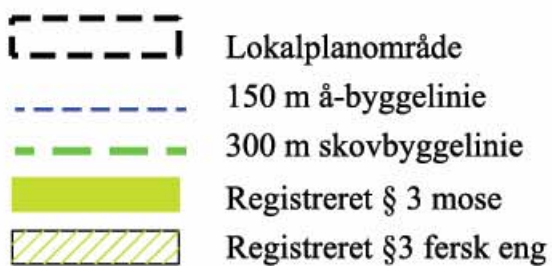 Lokalplanområde
150 m å-byggelinie
300 m skovbyggelinie
Registreret § 3 mose
Registreret §3 fersk eng